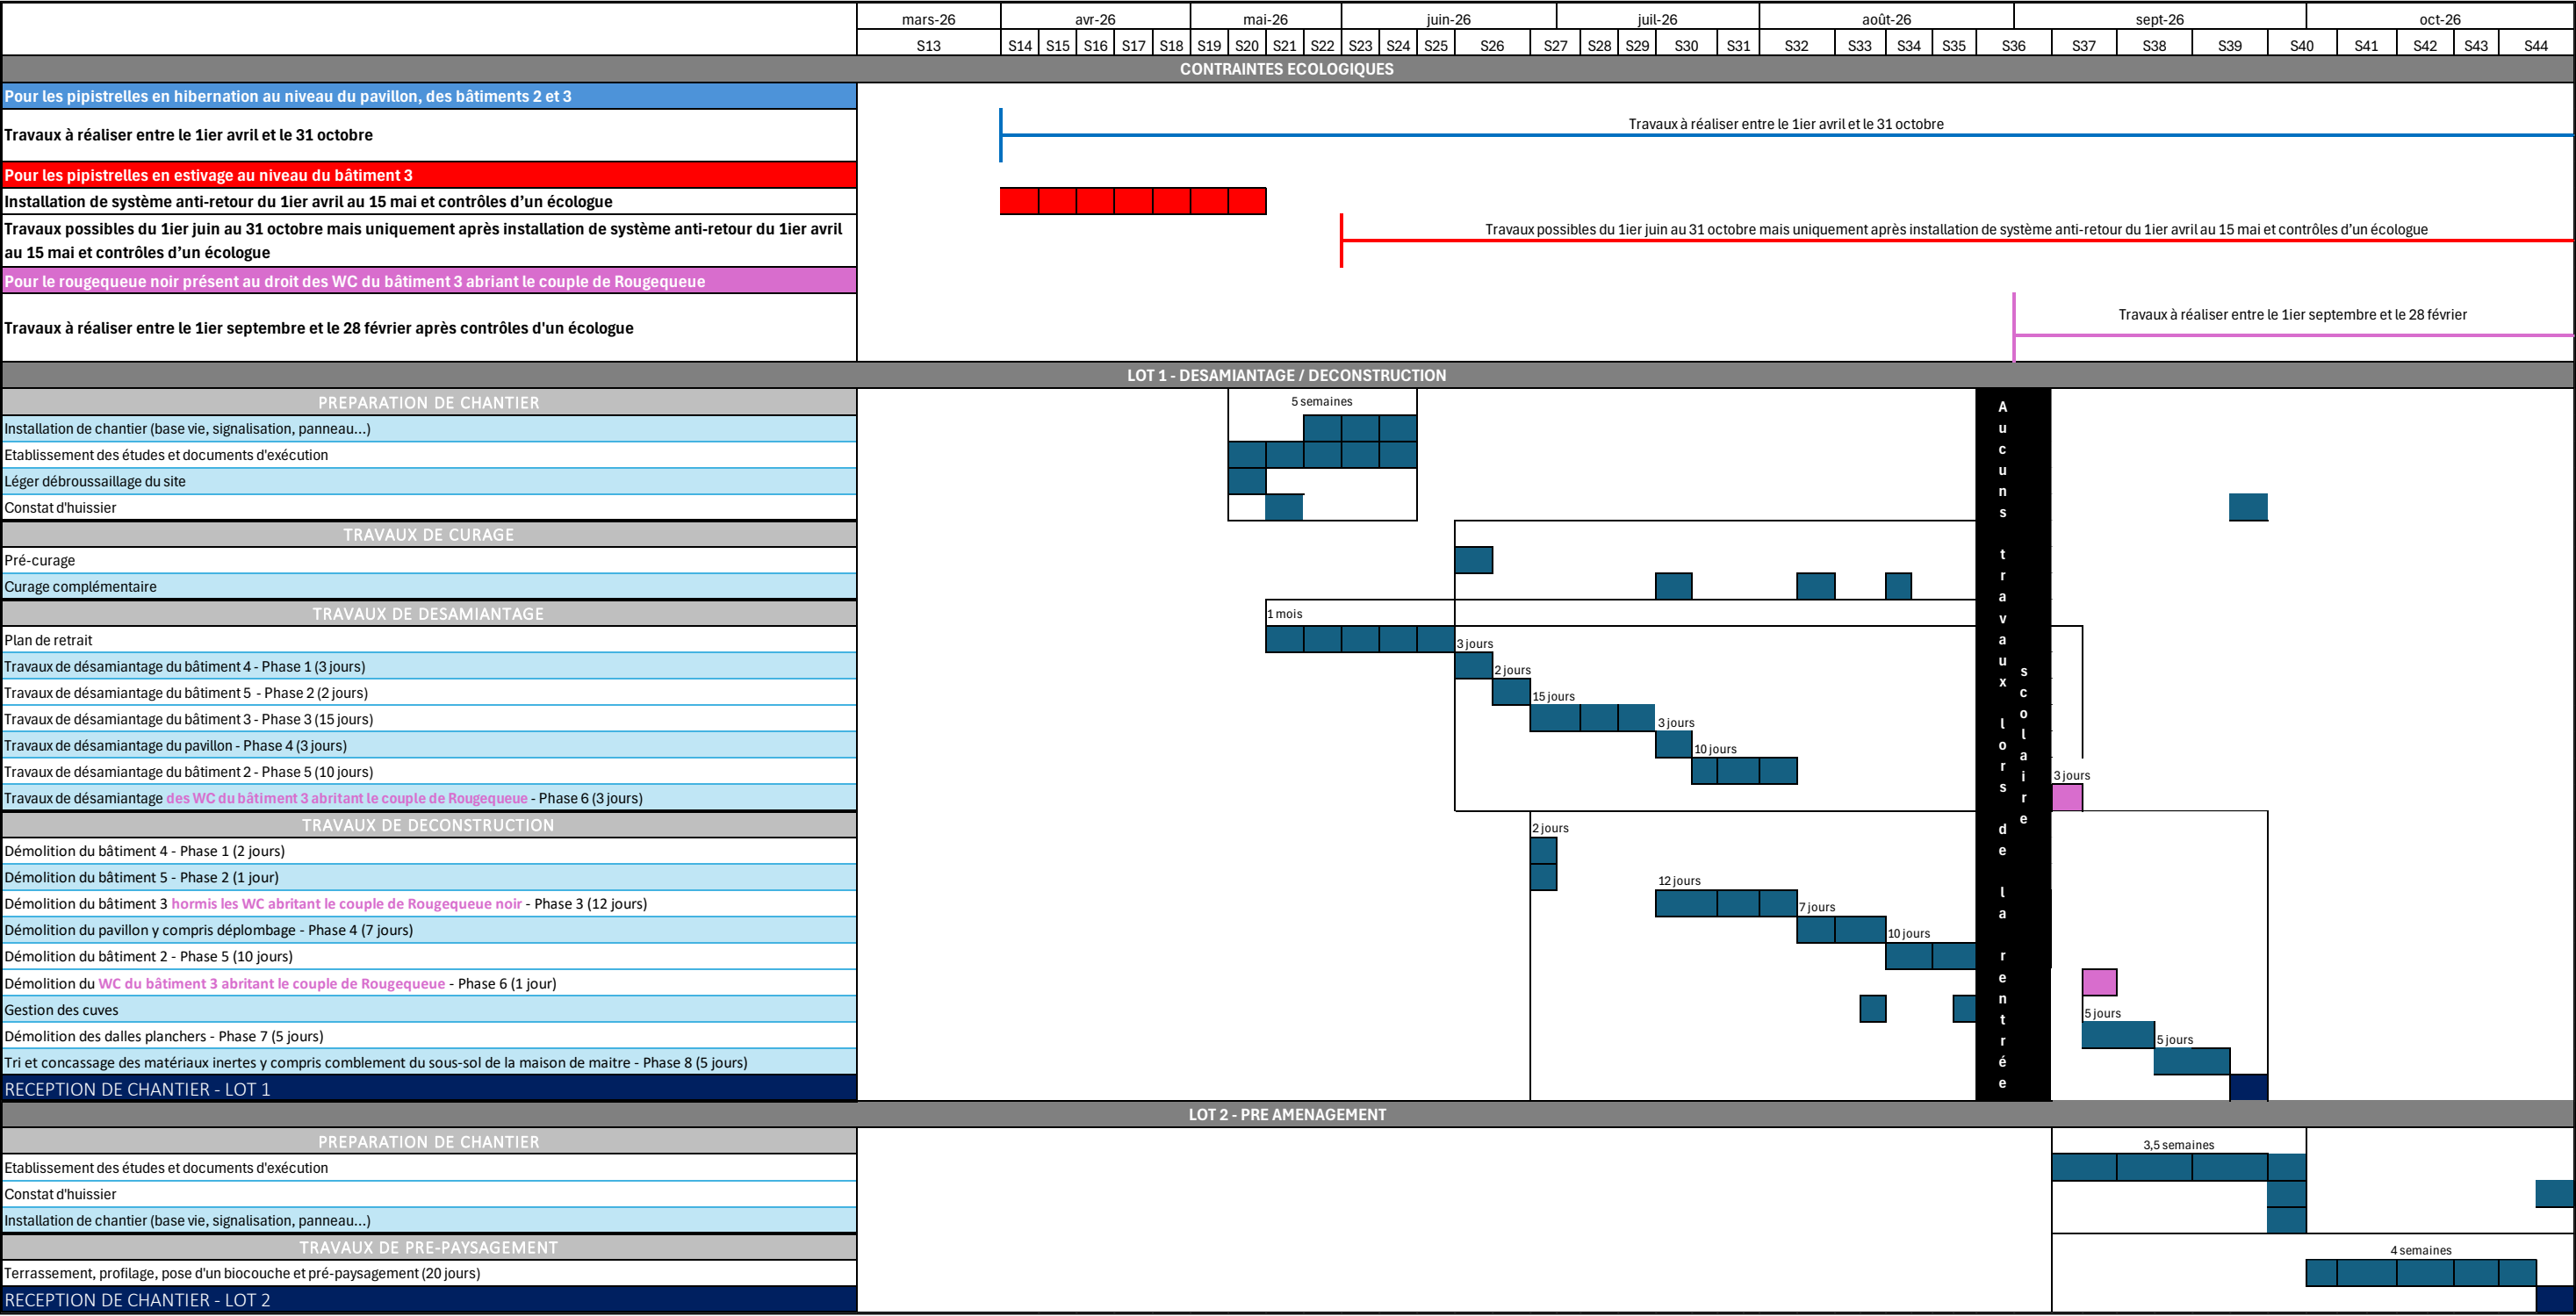 mars-26 avr-26 mai-26 juin-26 juil-26 août-26 sept-26 oct-26
S13 S14 S15 S16 S17 S18 S19 S20 S21 S22 S23 S24 S25 S26 S27 S28 S29 S30 S31 S32 S33 S34 S35 S36 S37 S38 S39 S40 S41 S42 S43 S44
CONTRAINTES ECOLOGIQUES
Pour les pipistrelles en hibernation au niveau du pavillon, des bâtiments 2 et 3
Travaux à réaliser entre le 1ier avril et le 31 octobre
Travaux à réaliser entre le 1ier avril et le 31 octobre
Pour les pipistrelles en estivage au niveau du bâtiment 3
Installation de système anti-retour du 1ier avril au 15 mai et contrôles d'un écologue
Travaux possibles du 1ier juin au 31 octobre mais uniquement après installation de système anti-retour du 1ier avril
au 15 mai et contrôles d'un écologue
Travaux possibles du 1ier juin au 31 octobre mais uniquement après installation de système anti-retour du 1ier avril au 15 mai et contrôles d'un écologue
Pour le rougequeue noir présent au droit des WC du bâtiment 3 abriant le couple de Rougequeue
Travaux à réaliser entre le 1ier septembre et le 28 février après contrôles d'un écologue
Travaux à réaliser entre le 1ier septembre et le 28 février
LOT 1 - DESAMIANTAGE / DECONSTRUCTION
PREPARATION DE CHANTIER
5 semaines
Installation de chantier (base vie, signalisation, panneau...)
Etablissement des études et documents d'exécution
Léger débroussaillage du site
Constat d'huissier
Aucuns travaux lors de la rentrée
scolaire
TRAVAUX DE CURAGE
Pré-curage
Curage complémentaire
TRAVAUX DE DESAMIANTAGE
1 mois
Plan de retrait
3 jours
Travaux de désamiantage du bâtiment 4 - Phase 1 (3 jours)
2 jours
Travaux de désamiantage du bâtiment 5 - Phase 2 (2 jours)
15 jours
Travaux de désamiantage du bâtiment 3 - Phase 3 (15 jours)
3 jours
Travaux de désamiantage du pavillon - Phase 4 (3 jours)
10 jours
Travaux de désamiantage du bâtiment 2 - Phase 5 (10 jours)
3 jours
Travaux de désamiantage des WC du bâtiment 3 abritant le couple de Rougequeue - Phase 6 (3 jours)
TRAVAUX DE DECONSTRUCTION
2 jours
Démolition du bâtiment 4 - Phase 1 (2 jours)
Démolition du bâtiment 5 - Phase 2 (1 jour)
12 jours
Démolition du bâtiment 3 hormis les WC abritant le couple de Rougequeue noir - Phase 3 (12 jours)
7 jours
Démolition du pavillon y compris déplombage - Phase 4 (7 jours)
10 jours
Démolition du bâtiment 2 - Phase 5 (10 jours)
Démolition du WC du bâtiment 3 abritant le couple de Rougequeue - Phase 6 (1 jour)
Gestion des cuves
5 jours
Démolition des dalles planchers - Phase 7 (5 jours)
5 jours
Tri et concassage des matériaux inertes y compris comblement du sous-sol de la maison de maitre - Phase 8 (5 jours)
RECEPTION DE CHANTIER - LOT 1
LOT 2 - PRE AMENAGEMENT
PREPARATION DE CHANTIER
3,5 semaines
Etablissement des études et documents d'exécution
Constat d'huissier
Installation de chantier (base vie, signalisation, panneau...)
TRAVAUX DE PRE-PAYSAGEMENT
4 semaines
Terrassement, profilage, pose d'un biocouche et pré-paysagement (20 jours)
RECEPTION DE CHANTIER - LOT 2